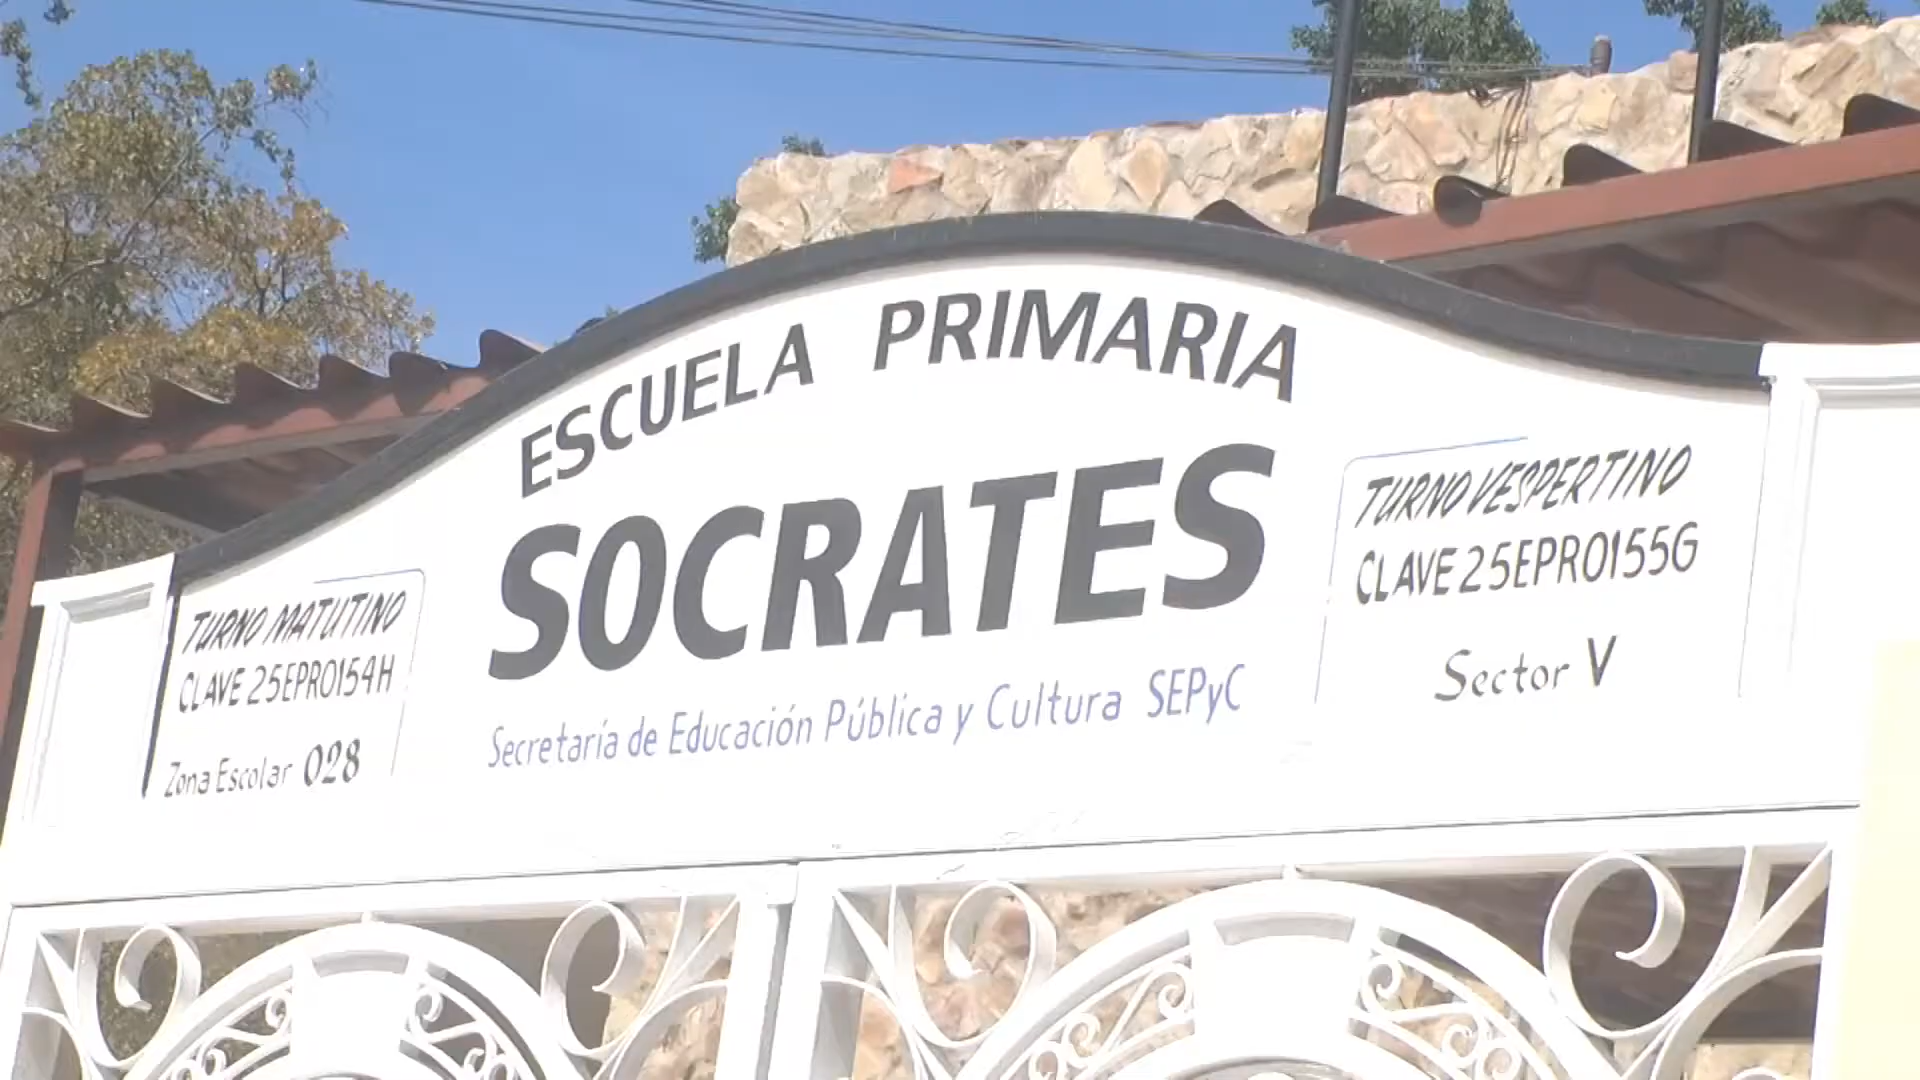 ESCUELA PRIMARIA
SOCRATES
Secretaría de Educación Pública y Cultura SEPyC
TURNO MATUTINO
CLAVE 25EPR0154H
Zona Escolar 028
TURNO VESPERTINO
CLAVE 25EPR0155G
Sector V